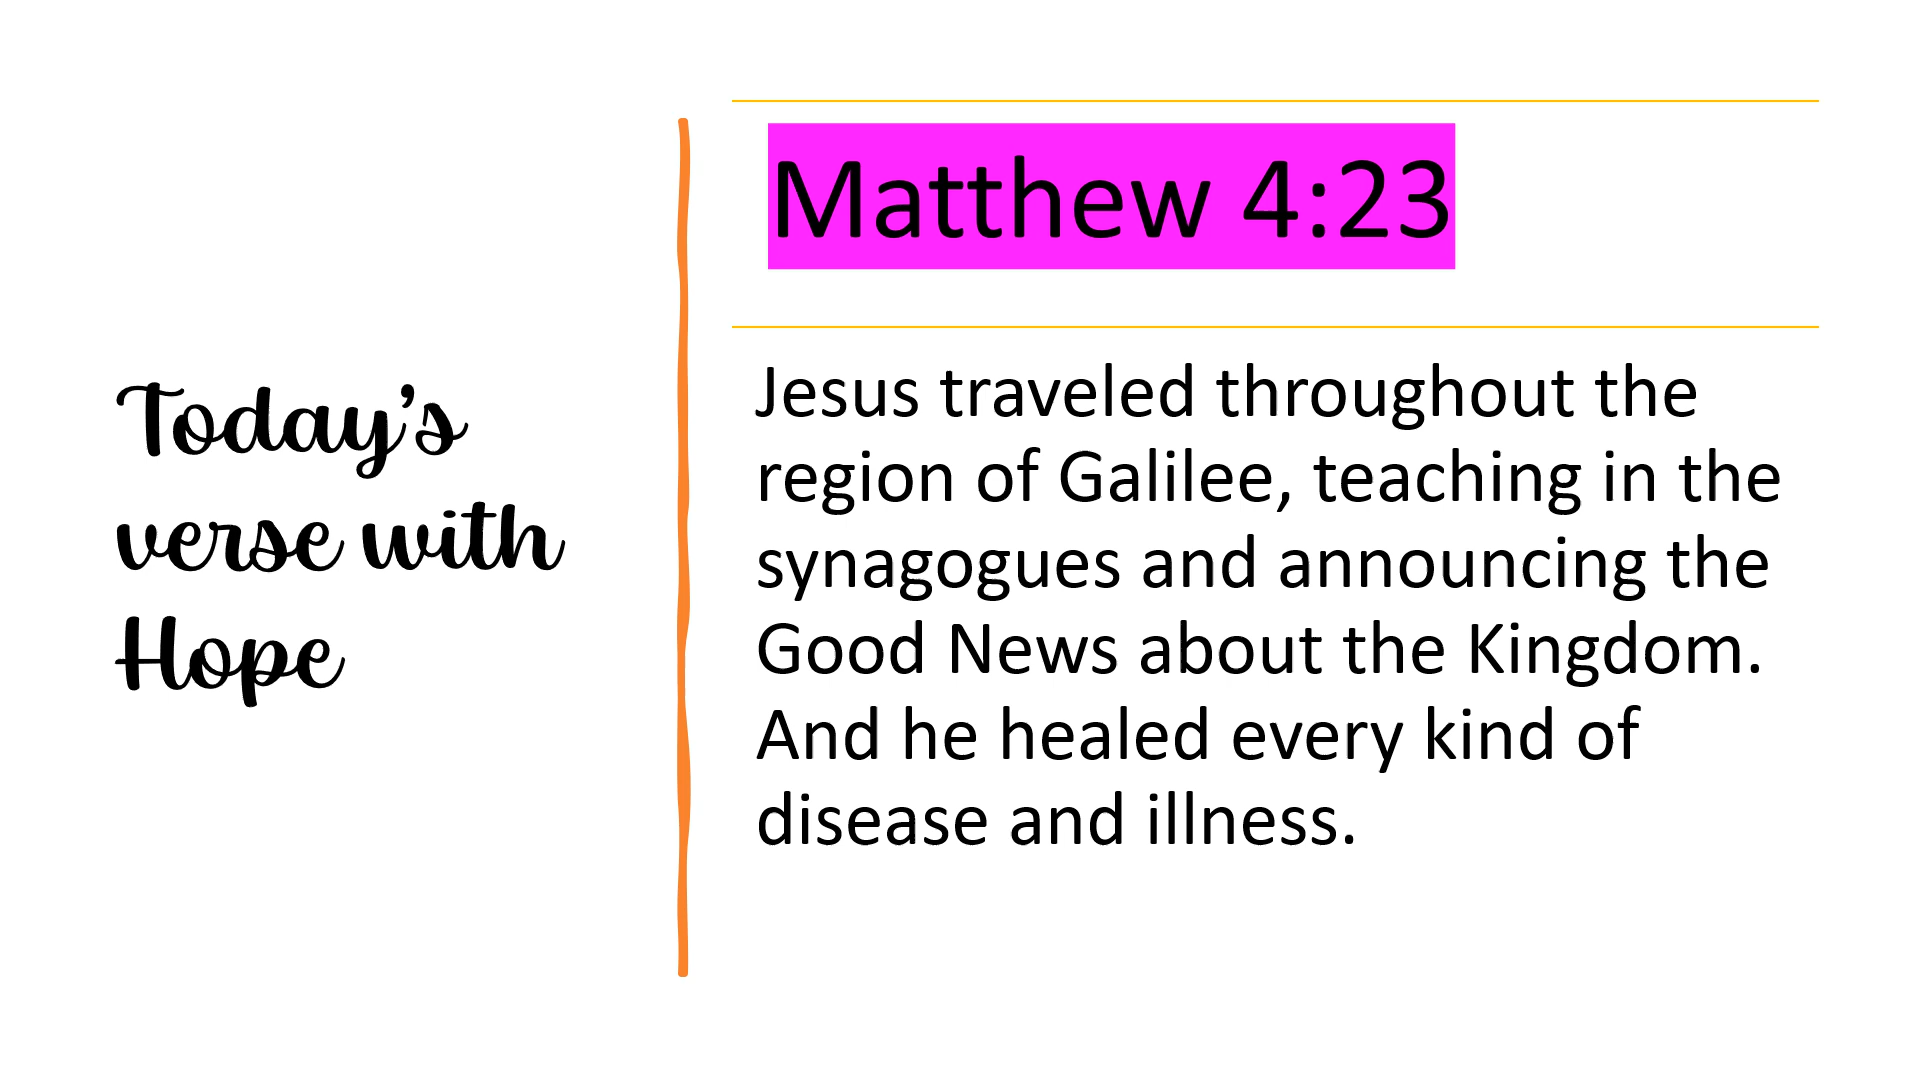 Today’s
verse with
Hope
Matthew 4:23
Jesus traveled throughout the
region of Galilee, teaching in the
synagogues and announcing the
Good News about the Kingdom.
And he healed every kind of
disease and illness.